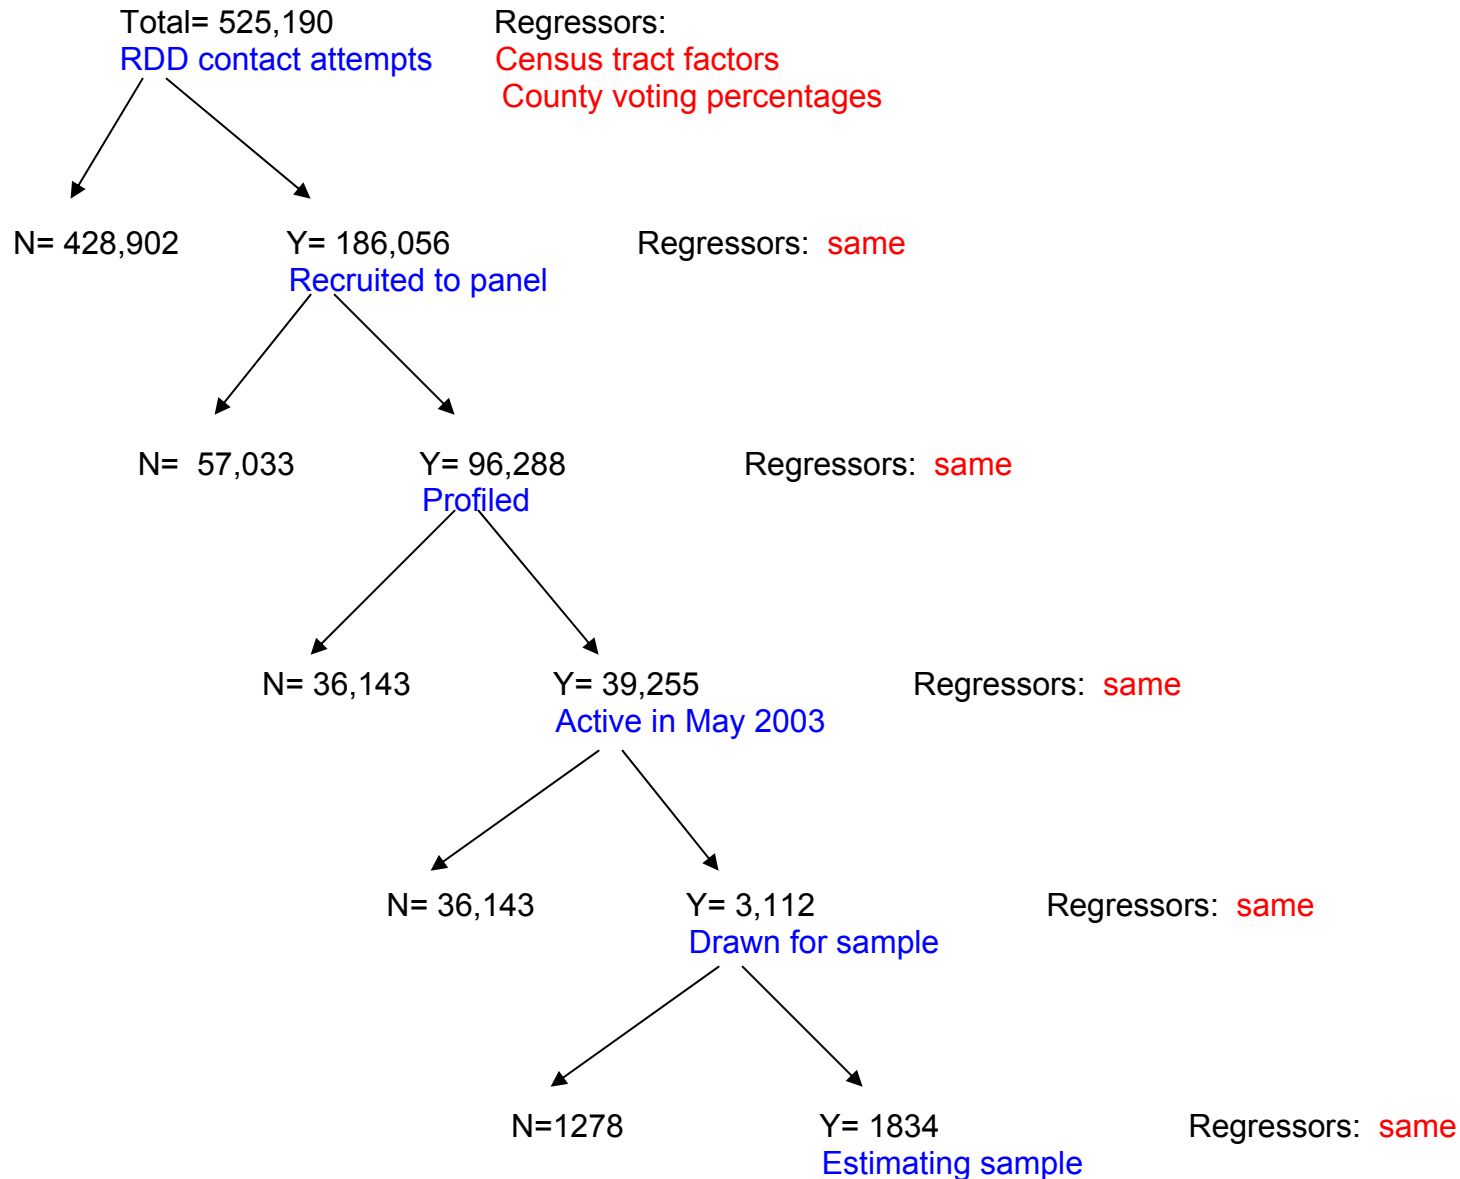 Total= 525,190 Regressors:
RDD contact attempts Census tract factors
County voting percentages
N= 428,902 Y= 186,056 Regressors: same
Recruited to panel
N= 57,033 Y= 96,288 Regressors: same
Profiled
N= 36,143 Y= 39,255 Regressors: same
Active in May 2003
N= 36,143 Y= 3,112 Regressors: same
Drawn for sample
N=1278 Y= 1834 Regressors: same
Estimating sample